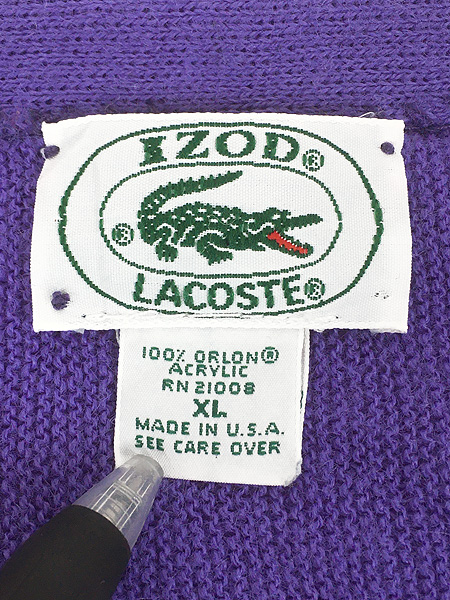 IZOD®
®
LACOSTE®
100% ORLON®
ACRYLIC
RN 21008
XL
MADE IN U.S.A.
SEE CARE OVER